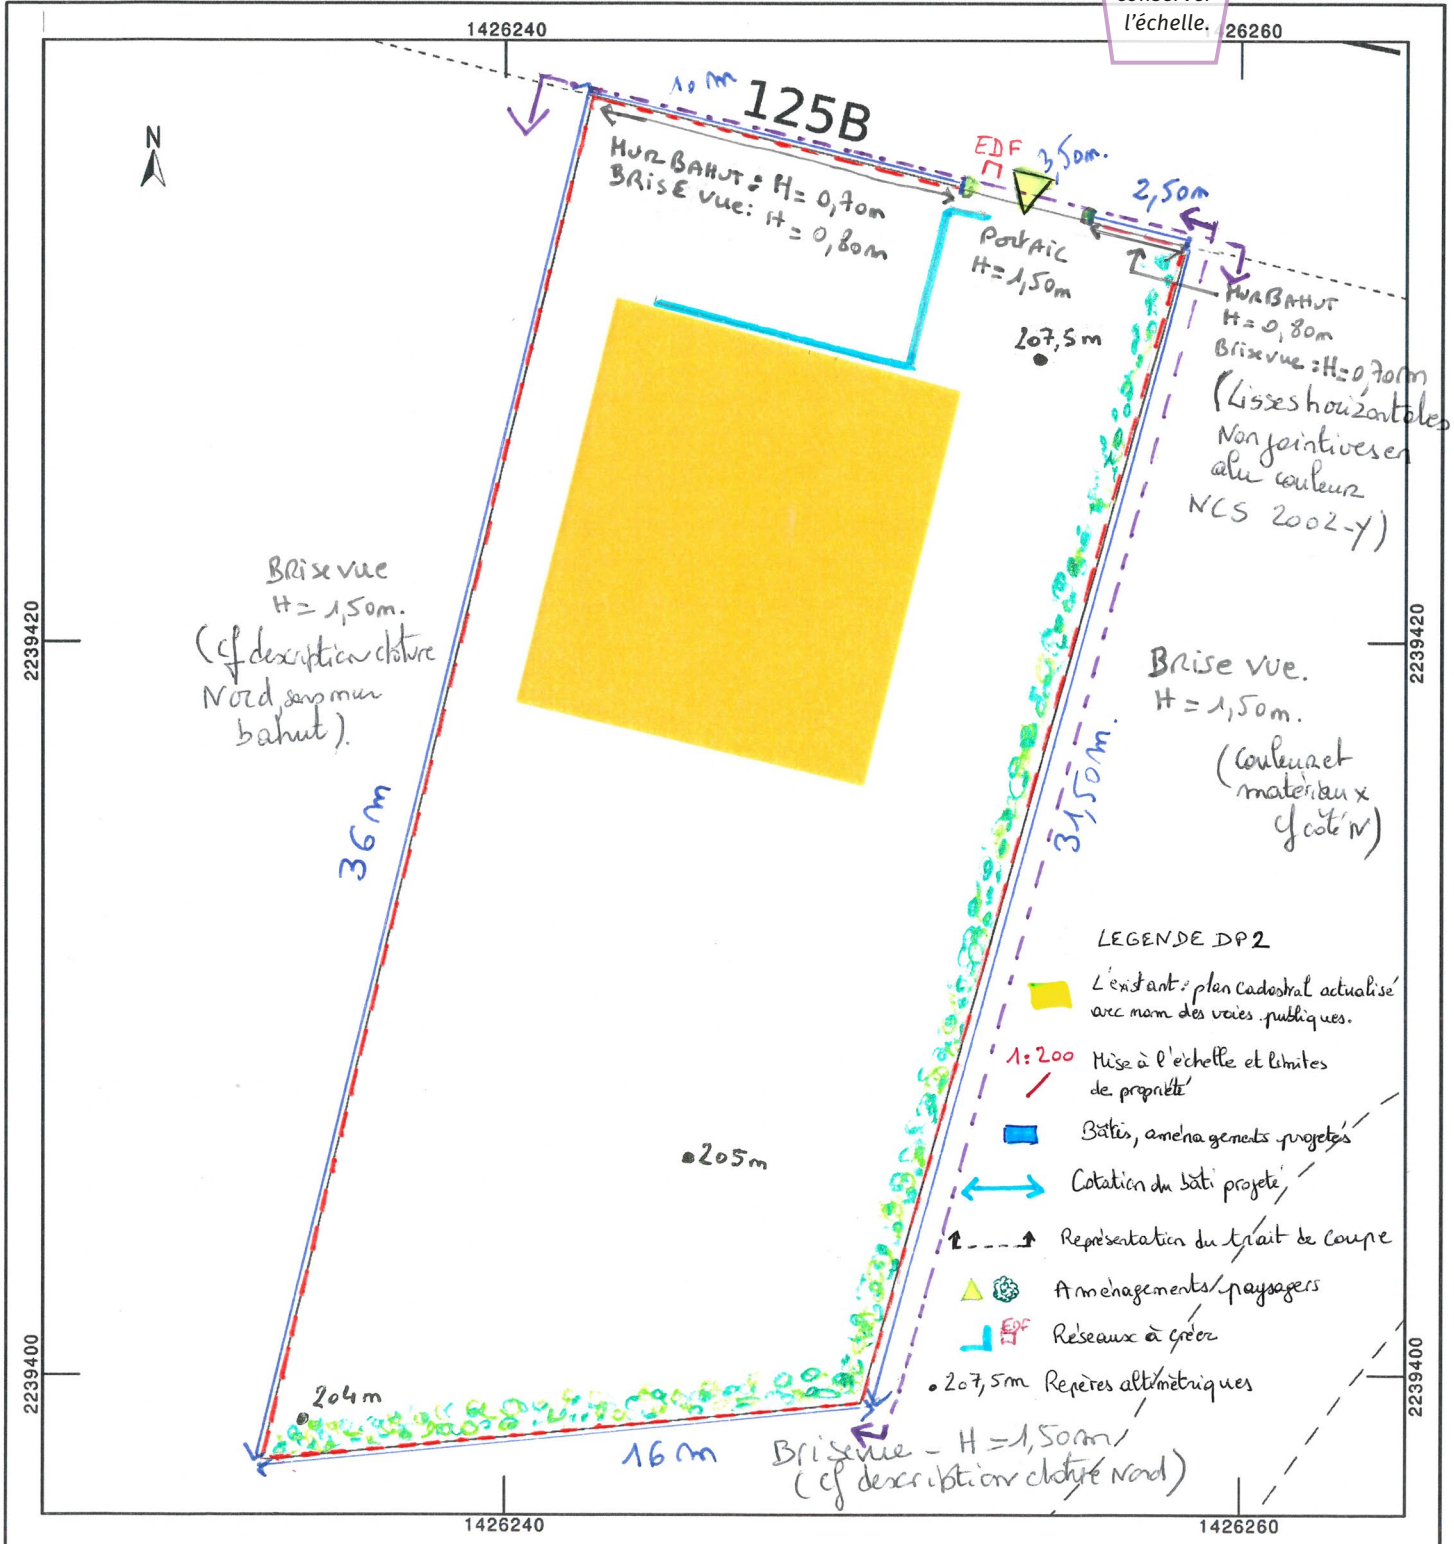 l'échelle.
1426240
1426260
N
10 m
125B
EDF
3,50m.
2,50m
MUR BAHUT : H = 0,70m
BRISE VUE : H = 0,80m
PORTAIL
H=1,50m
207,5m
MUR BAHUT
H=0,80m
Brise vue : H=0,70m
(Lisses horizontales
Non jointives en
alu couleur
NCS 2002-Y)
Brise vue
H = 1,50m.
(cf description clôture
Nord, sans mur
bahut).
2239420
2239420
Brise vue.
H = 1,50m.
(couleur et
matériaux
cf côté N)
36 m
31,50m.
LEGENDE DP2
L'existant : plan cadastral actualisé
avec nom des voies publiques.
1:200 Mise à l'échelle et limites
de propriété
Bâtis, aménagements projetés
205m
Cotation du bâti projeté
Représentation du trait de coupe
Aménagements paysagers
EDF Réseaux à créer
207,5m Repères altimétriques
2239400
2239400
204m
16 m
Brise vue - H = 1,50m
(cf description clôture Nord)
1426240
1426260